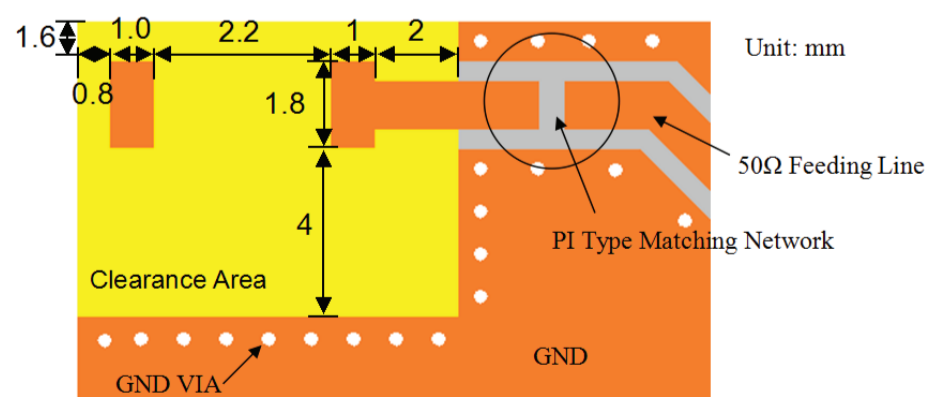 1.6
1.0
2.2
1
2
Unit: mm
0.8
1.8
50Ω Feeding Line
4
PI Type Matching Network
Clearance Area
GND
GND VIA